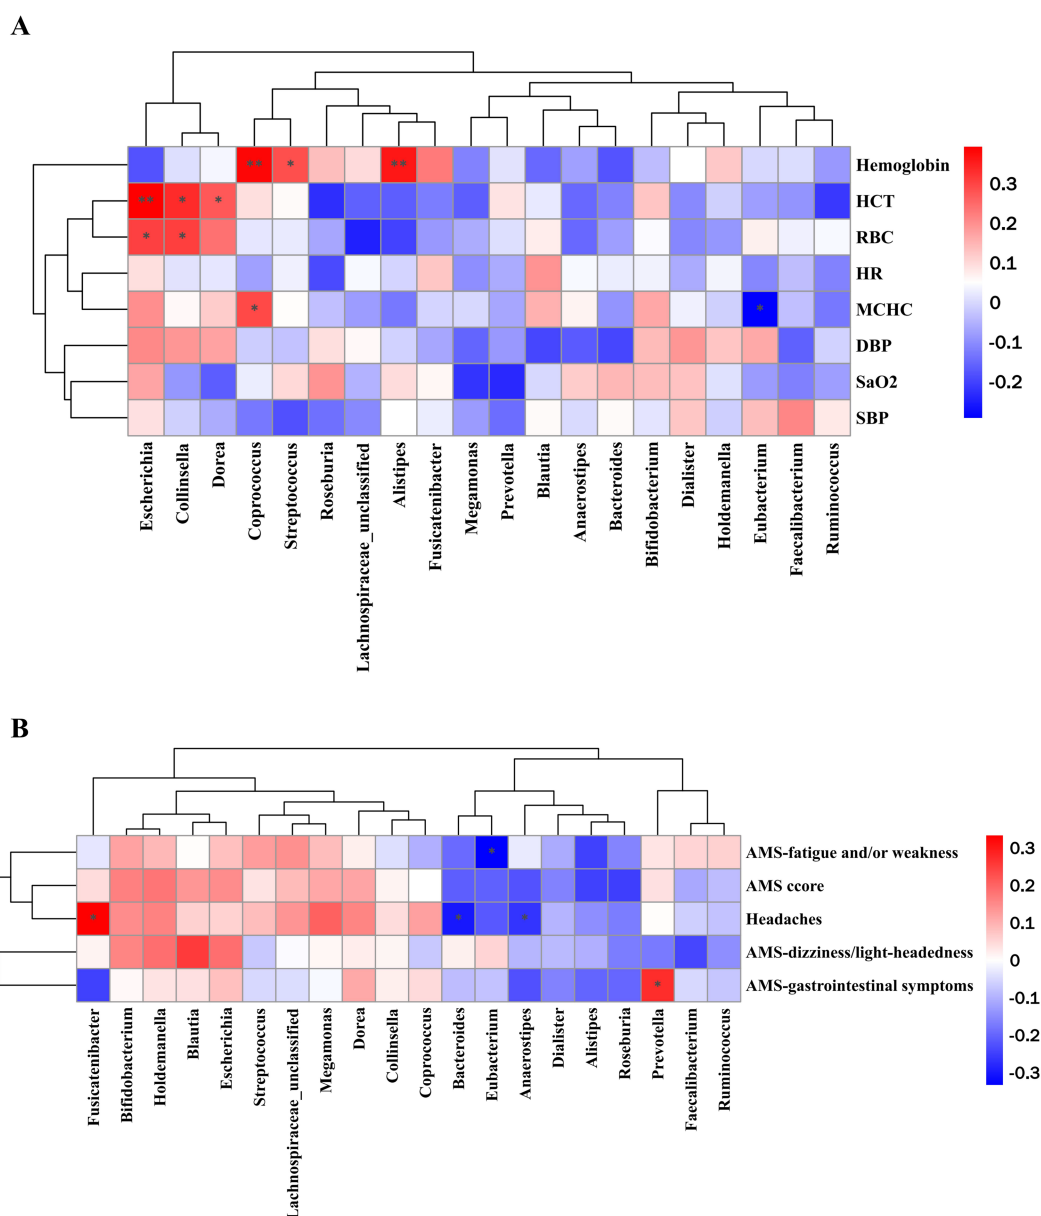 A
** * ** Hemoglobin
** * * HCT
* * RBC
HR
* * MCHC
DBP
SaO2
SBP
0.3
0.2
0.1
0
-0.1
-0.2
Escherichia
Collinsella
Dorea
Coprococcus
Streptococcus
Roseburia
Lachnospiraceae_unclassified
Alistipes
Fusicatenibacter
Megamonas
Prevotella
Blautia
Anaerostipes
Bacteroides
Bifidobacterium
Dialister
Holdemanella
Eubacterium
Faecalibacterium
Ruminococcus
B
* AMS-fatigue and/or weakness
AMS ccore
* * * Headaches
AMS-dizziness/light-headedness
* AMS-gastrointestinal symptoms
0.3
0.2
0.1
0
-0.1
-0.2
-0.3
Fusicatenibacter
Bifidobacterium
Holdemanella
Blautia
Escherichia
Streptococcus
Lachnospiraceae_unclassified
Megamonas
Dorea
Collinsella
Coprococcus
Bacteroides
Eubacterium
Anaerostipes
Dialister
Alistipes
Roseburia
Prevotella
Faecalibacterium
Ruminococcus